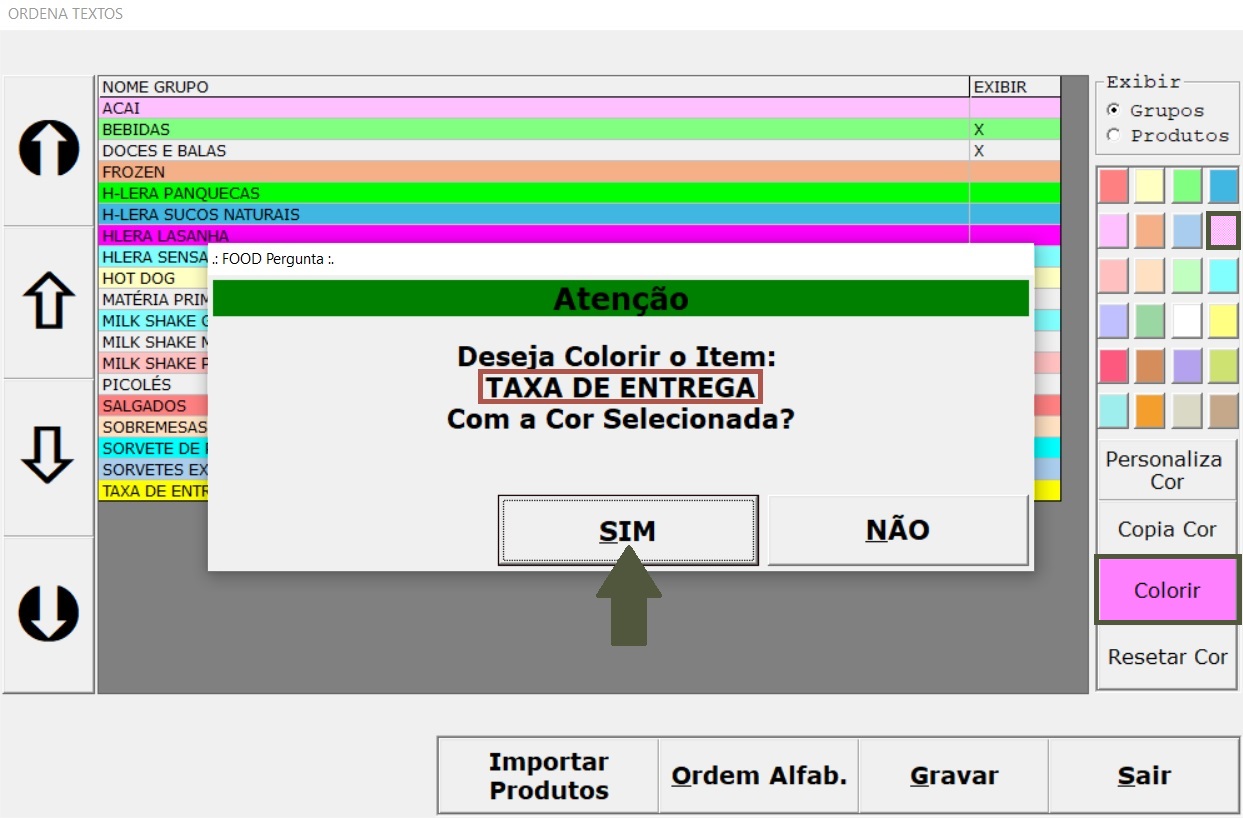 ORDENA TEXTOS
NOME GRUPO EXIBIR
ACAI
BEBIDAS X
DOCES E BALAS X
FROZEN
H-LERA PANQUECAS
H-LERA SUCOS NATURAIS
HLERA LASANHA
HLERA SENSA
HOT DOG
MATÉRIA PRIM
MILK SHAKE
MILK SHAKE
MILK SHAKE
PICOLÉS
SALGADOS
SOBREMESAS
SORVETE DE
SORVETES EX
TAXA DE ENTR
.: FOOD Pergunta :.
Atenção
Deseja Colorir o Item:
TAXA DE ENTREGA
Com a Cor Selecionada?
SIM
NÃO
Exibir
Grupos
Produtos
Personaliza
Cor
Copia Cor
Colorir
Resetar Cor
Importar
Produtos
Ordem Alfab.
Gravar
Sair